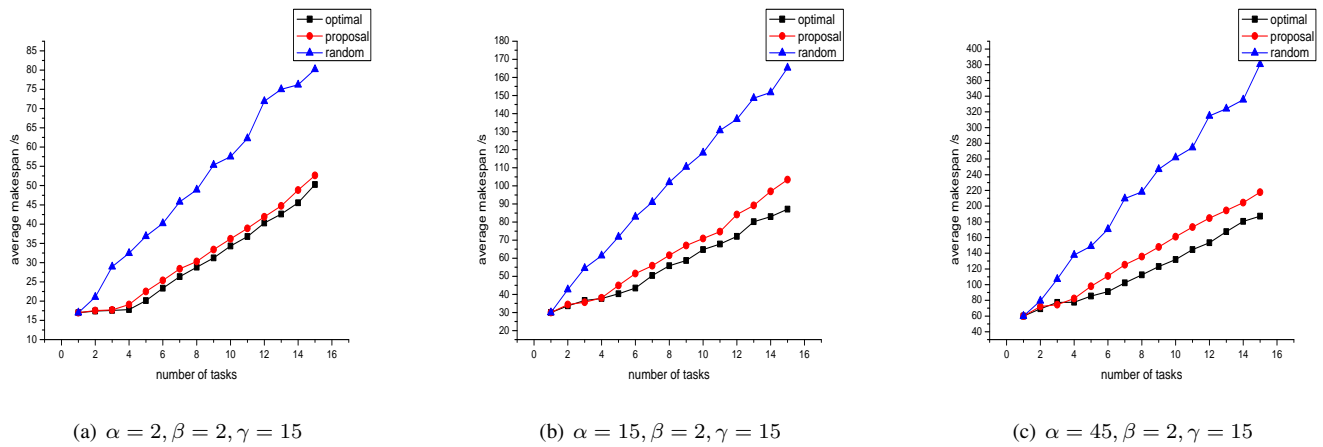 optimal
proposal
random
85
80
75
70
65
60
55
50
45
40
35
30
25
20
15
10
average makespan /s
0 2 4 6 8 10 12 14 16
number of tasks
(a) α = 2, β = 2, γ = 15
optimal
proposal
random
180
170
160
150
140
130
120
110
100
90
80
70
60
50
40
30
20
average makespan /s
0 2 4 6 8 10 12 14 16
number of tasks
(b) α = 15, β = 2, γ = 15
optimal
proposal
random
400
380
360
340
320
300
280
260
240
220
200
180
160
140
120
100
80
60
40
average makespan /s
0 2 4 6 8 10 12 14 16
number of tasks
(c) α = 45, β = 2, γ = 15